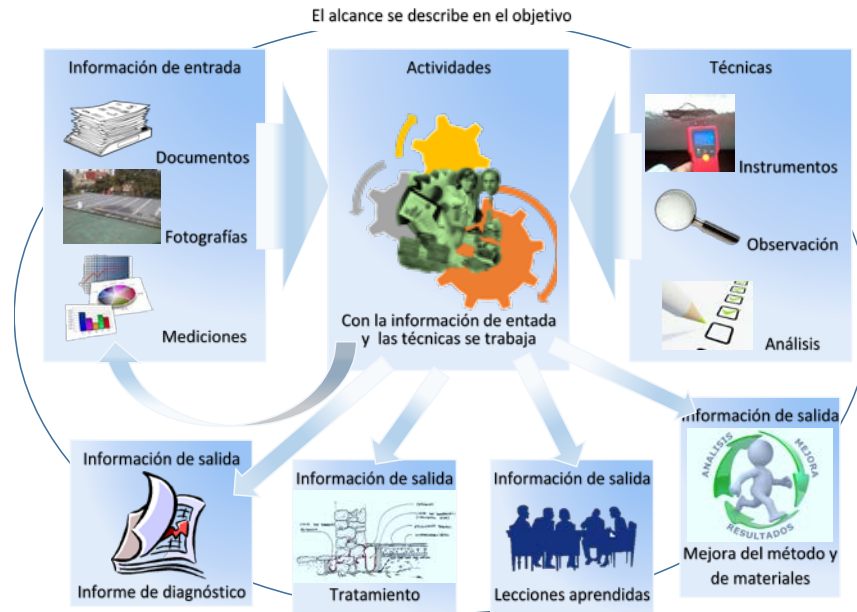 El alcance se describe en el objetivo
Información de entrada
Documentos
Fotografías
Mediciones
Actividades
Con la información de entada
y las técnicas se trabaja
Técnicas
Instrumentos
Observación
Análisis
Información de salida
Informe de diagnóstico
Información de salida
Tratamiento
Información de salida
Lecciones aprendidas
Información de salida
ANÁLISIS
MEJORA
RESULTADOS
Mejora del método y
de materiales